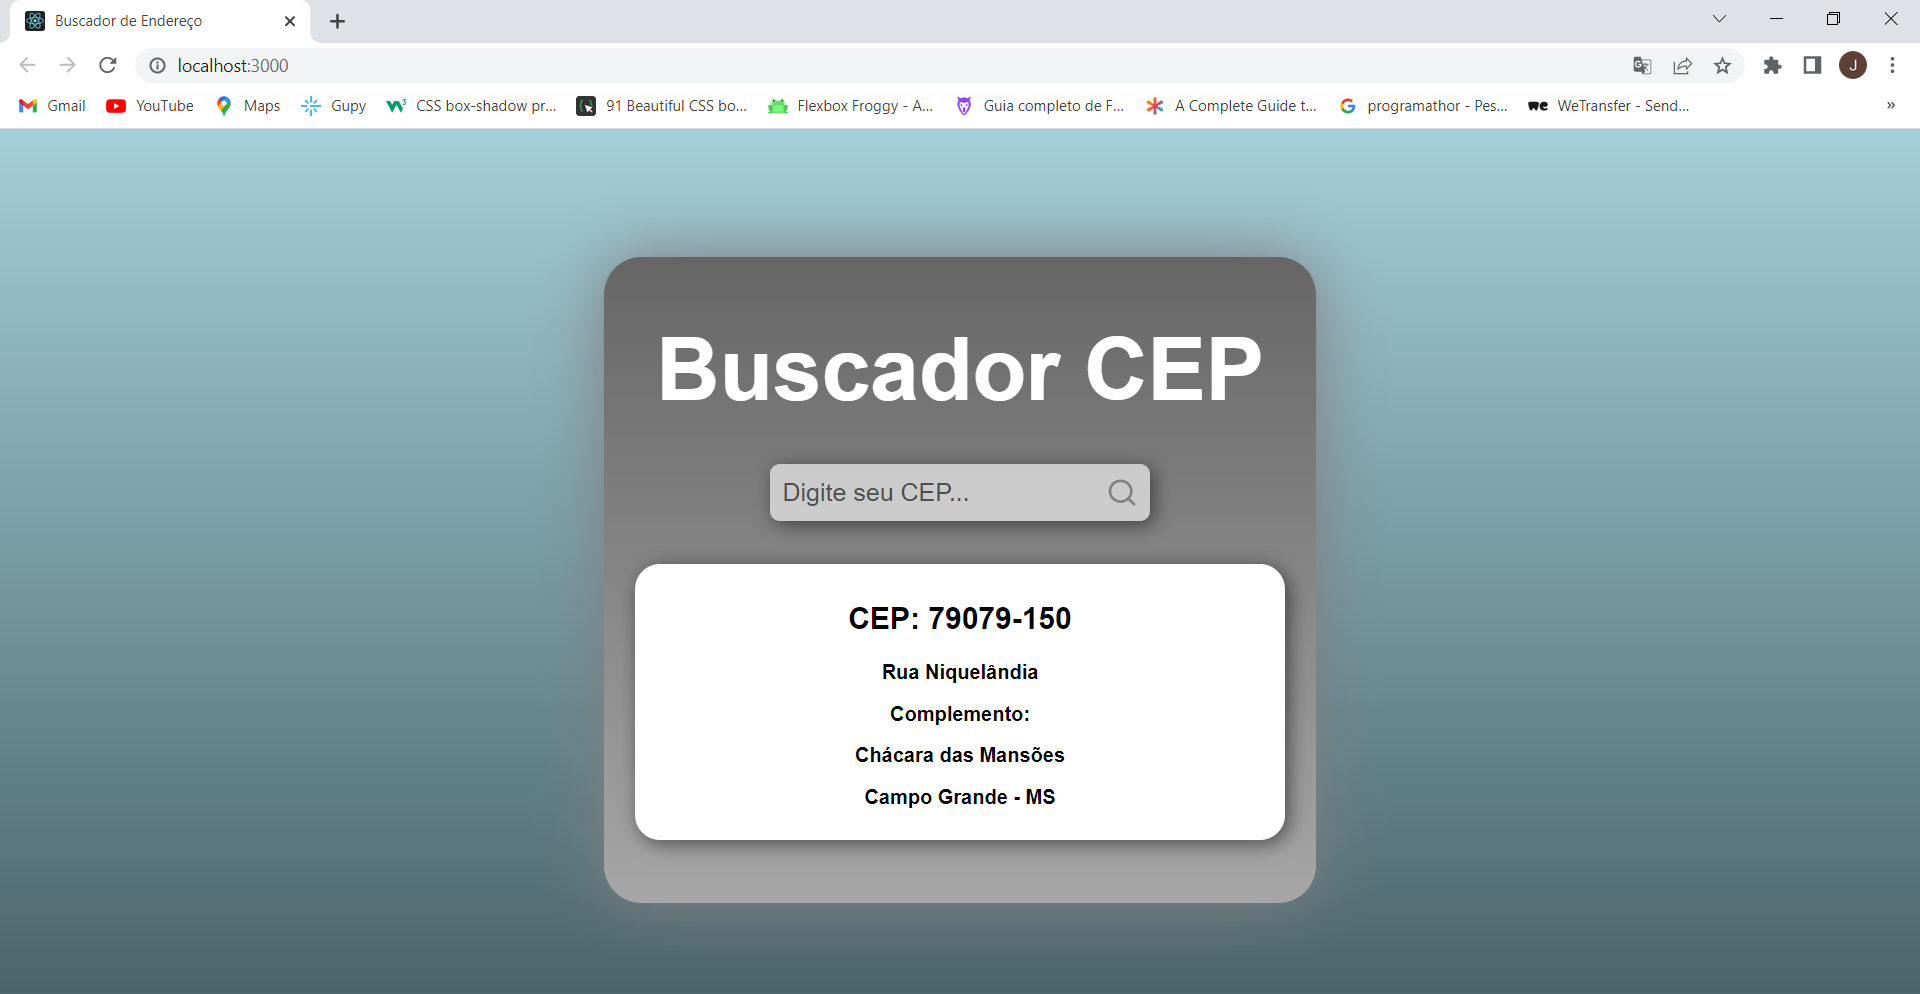 Buscador de Endereço
localhost:3000
J
Gmail YouTube Maps Gupy CSS box-shadow pr... 91 Beautiful CSS bo... Flexbox Froggy - A... Guia completo de F... A Complete Guide t... programathor - Pes... WeTransfer - Send... »
Buscador CEP
Digite seu CEP...
CEP: 79079-150
Rua Niquelândia
Complemento:
Chácara das Mansões
Campo Grande - MS